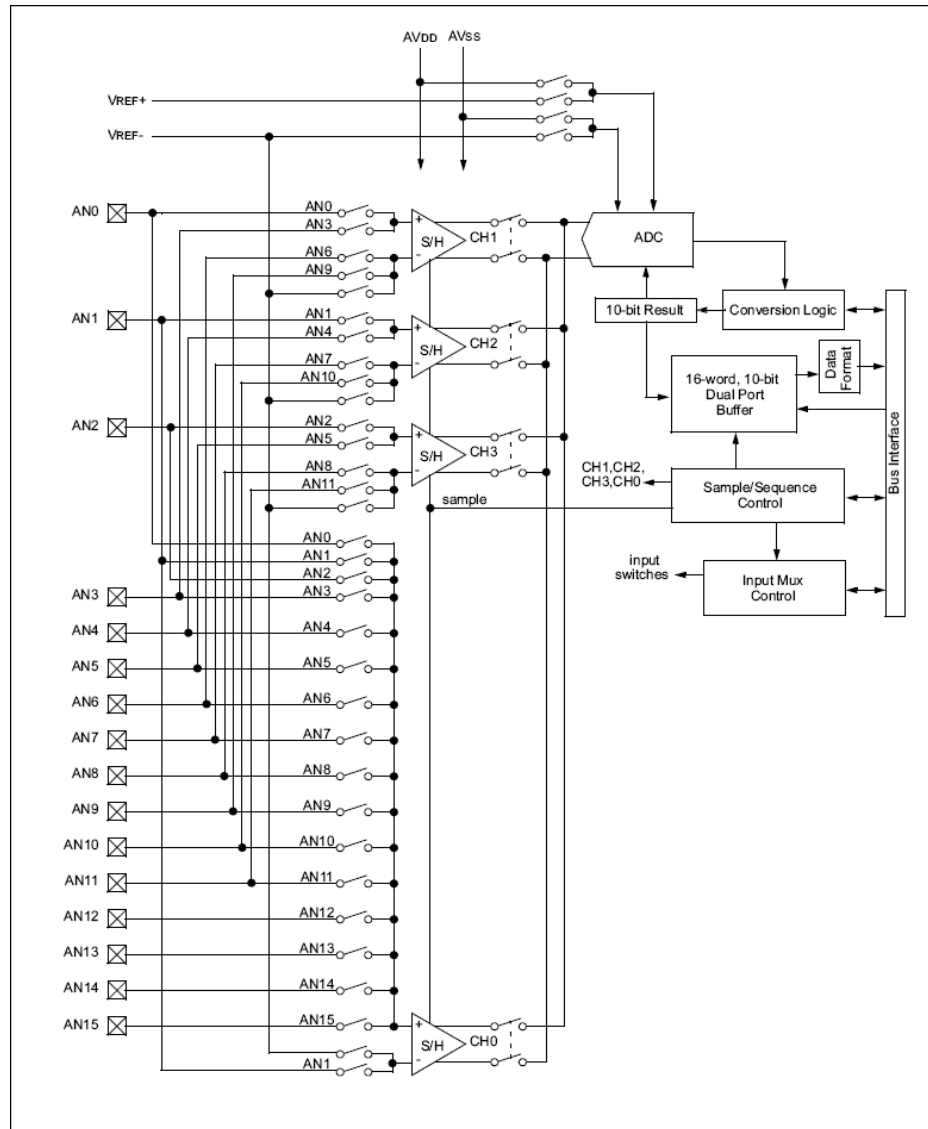 AVDD AVSS
VREF+
VREF-
AN0
AN0
AN3
AN6
AN9
+
-
S/H
CH1
ADC
10-bit Result
Conversion Logic
AN1
AN1
AN4
AN7
AN10
+
-
S/H
CH2
16-word, 10-bit
Dual Port
Buffer
Data
Format
Bus Interface
AN2
AN2
AN5
AN8
AN11
+
-
S/H
CH3
CH1,CH2,
CH3,CH0
Sample/Sequence
Control
sample
input
switches
Input Mux
Control
AN0
AN1
AN2
AN3
AN3
AN4
AN4
AN5
AN5
AN6
AN6
AN7
AN7
AN8
AN8
AN9
AN9
AN10
AN10
AN11
AN11
AN12
AN12
AN13
AN13
AN14
AN14
AN15
AN15
+
-
S/H
CH0
AN1